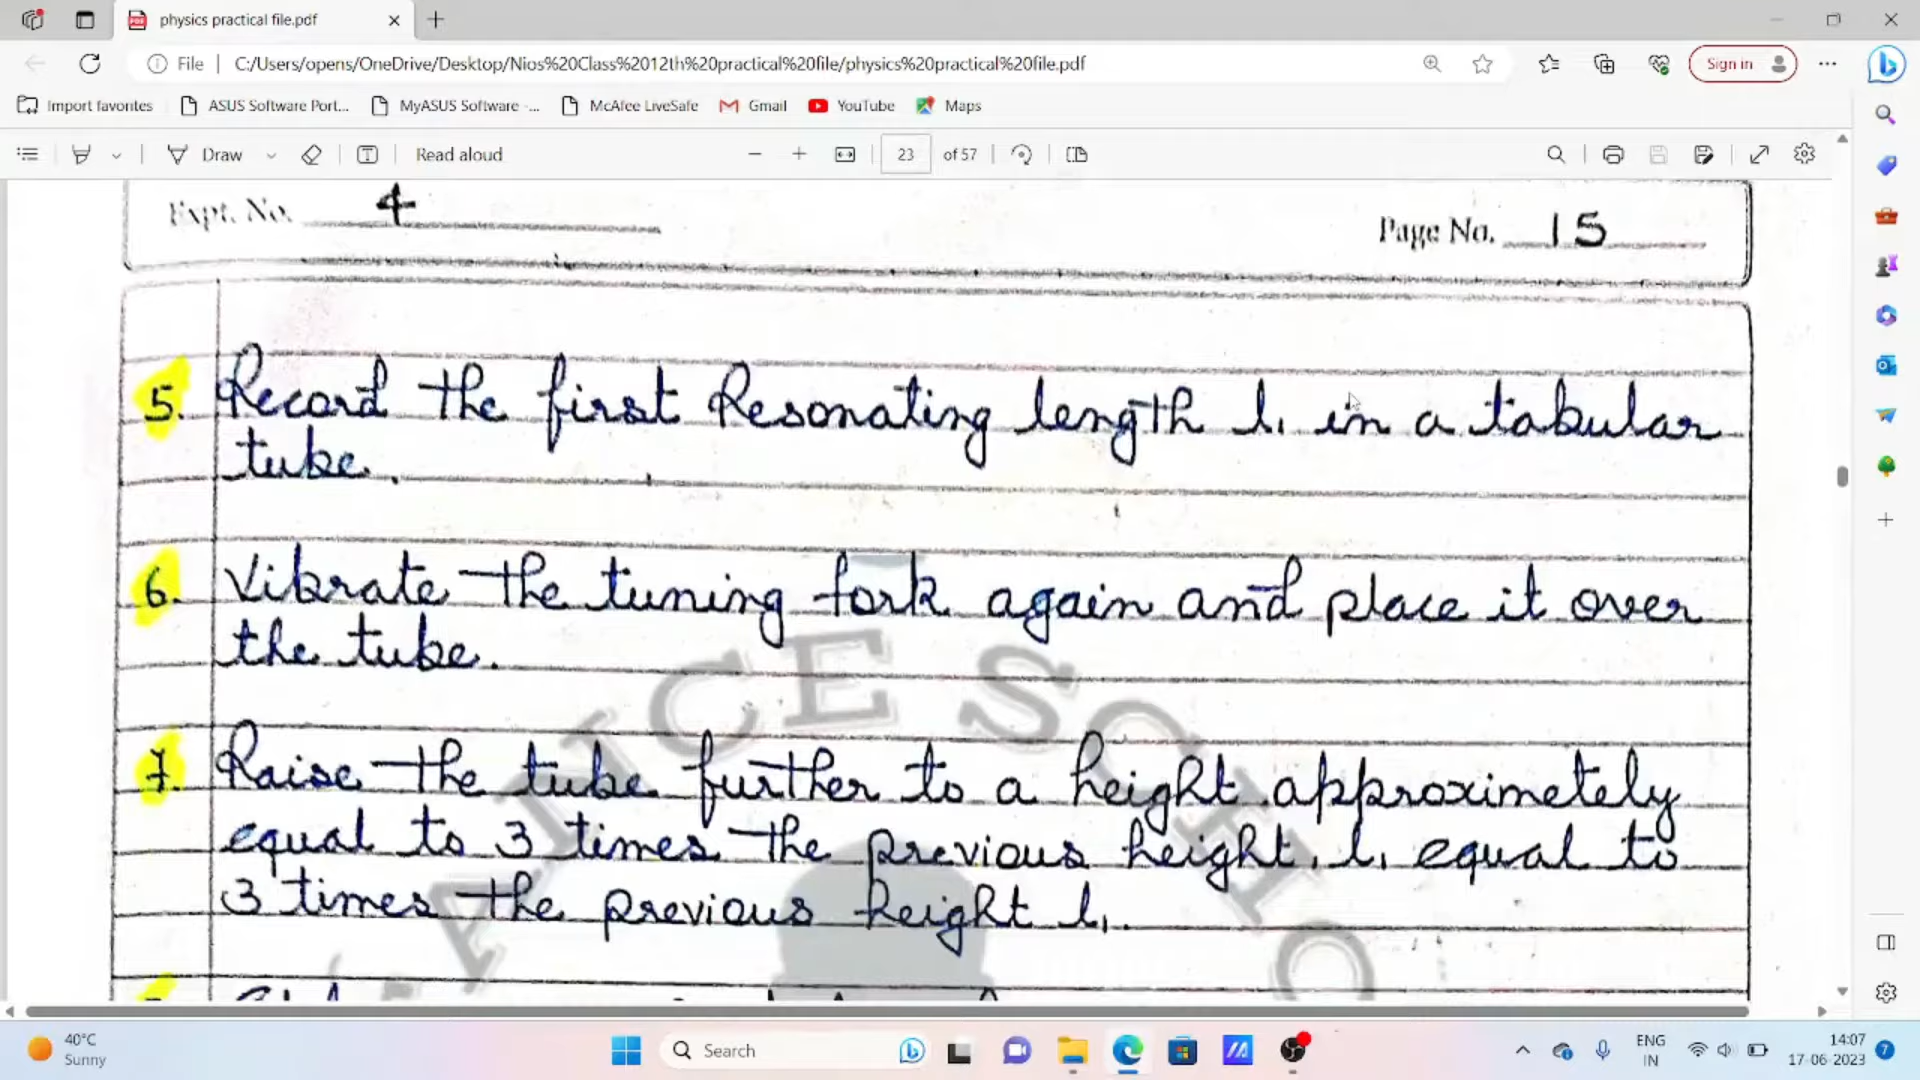 physics practical file.pdf
File C:/Users/opens/OneDrive/Desktop/Nios%20Class%2012th%20practical%20file/physics%20practical%20file.pdf Sign in
Import favorites ASUS Software Port... MyASUS Software -... McAfee LiveSafe Gmail YouTube Maps
Draw Read aloud 23 of 57
Expt. No. 4 Page No. 15
5. Record the first Resonating length l1 in a tabular
tube.
6. Vibrate the tuning fork again and place it over
the tube.
7. Raise the tube further to a height approximetely
equal to 3 times the previous height, l1 equal to
3 times the previous height l1.
40°C
Sunny
Search
ENG
IN
14:07
17-06-2023
7